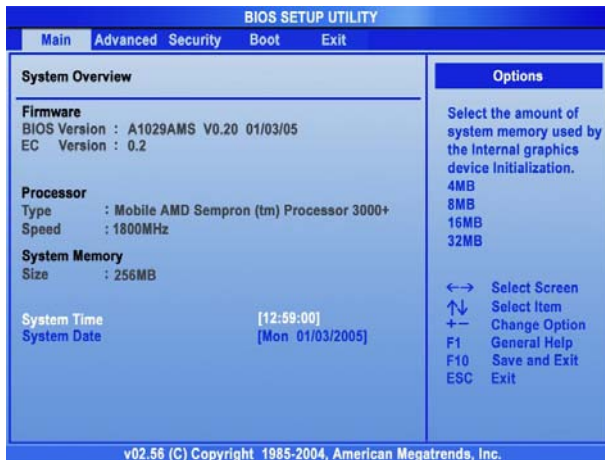 BIOS SETUP UTILITY
Main Advanced Security Boot Exit
System Overview
Firmware
BIOS Version : A1029AMS V0.20 01/03/05
EC Version : 0.2
Processor
Type : Mobile AMD Sempron (tm) Processor 3000+
Speed : 1800MHz
System Memory
Size : 256MB
System Time [12:59:00]
System Date [Mon 01/03/2005]
Options
Select the amount of
system memory used by
the Internal graphics
device Initialization.
4MB
8MB
16MB
32MB
←→ Select Screen
↑↓ Select Item
+− Change Option
F1 General Help
F10 Save and Exit
ESC Exit
v02.56 (C) Copyright 1985-2004, American Megatrends, Inc.